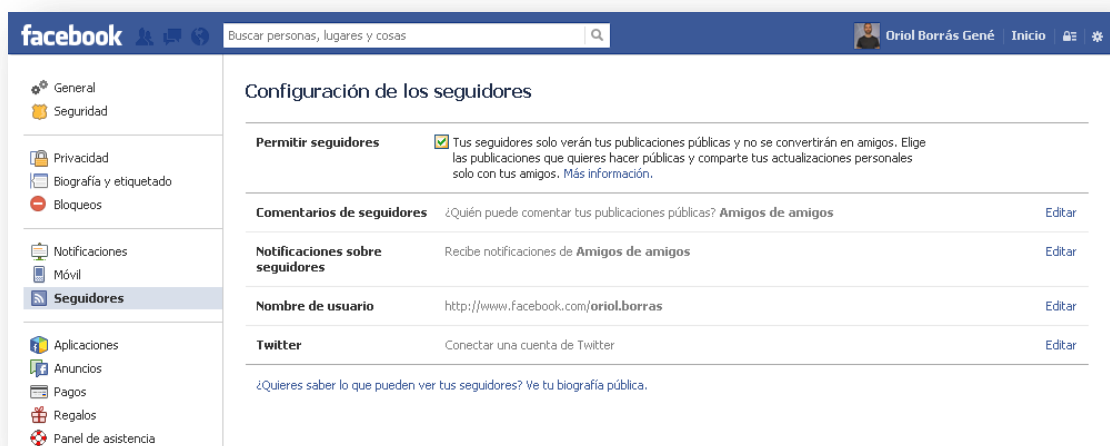 facebook
Buscar personas, lugares y cosas
Oriol Borrás Gené
Inicio
General
Seguridad
Privacidad
Biografía y etiquetado
Bloqueos
Notificaciones
Móvil
Seguidores
Aplicaciones
Anuncios
Pagos
Regalos
Panel de asistencia
Configuración de los seguidores
Permitir seguidores
Tus seguidores solo verán tus publicaciones públicas y no se convertirán en amigos. Elige
las publicaciones que quieres hacer públicas y comparte tus actualizaciones personales
solo con tus amigos. Más información.
Comentarios de seguidores
¿Quién puede comentar tus publicaciones públicas? Amigos de amigos
Editar
Notificaciones sobre
seguidores
Recibe notificaciones de Amigos de amigos
Editar
Nombre de usuario
http://www.facebook.com/oriol.borras
Editar
Twitter
Conectar una cuenta de Twitter
Editar
¿Quieres saber lo que pueden ver tus seguidores? Ve tu biografía pública.